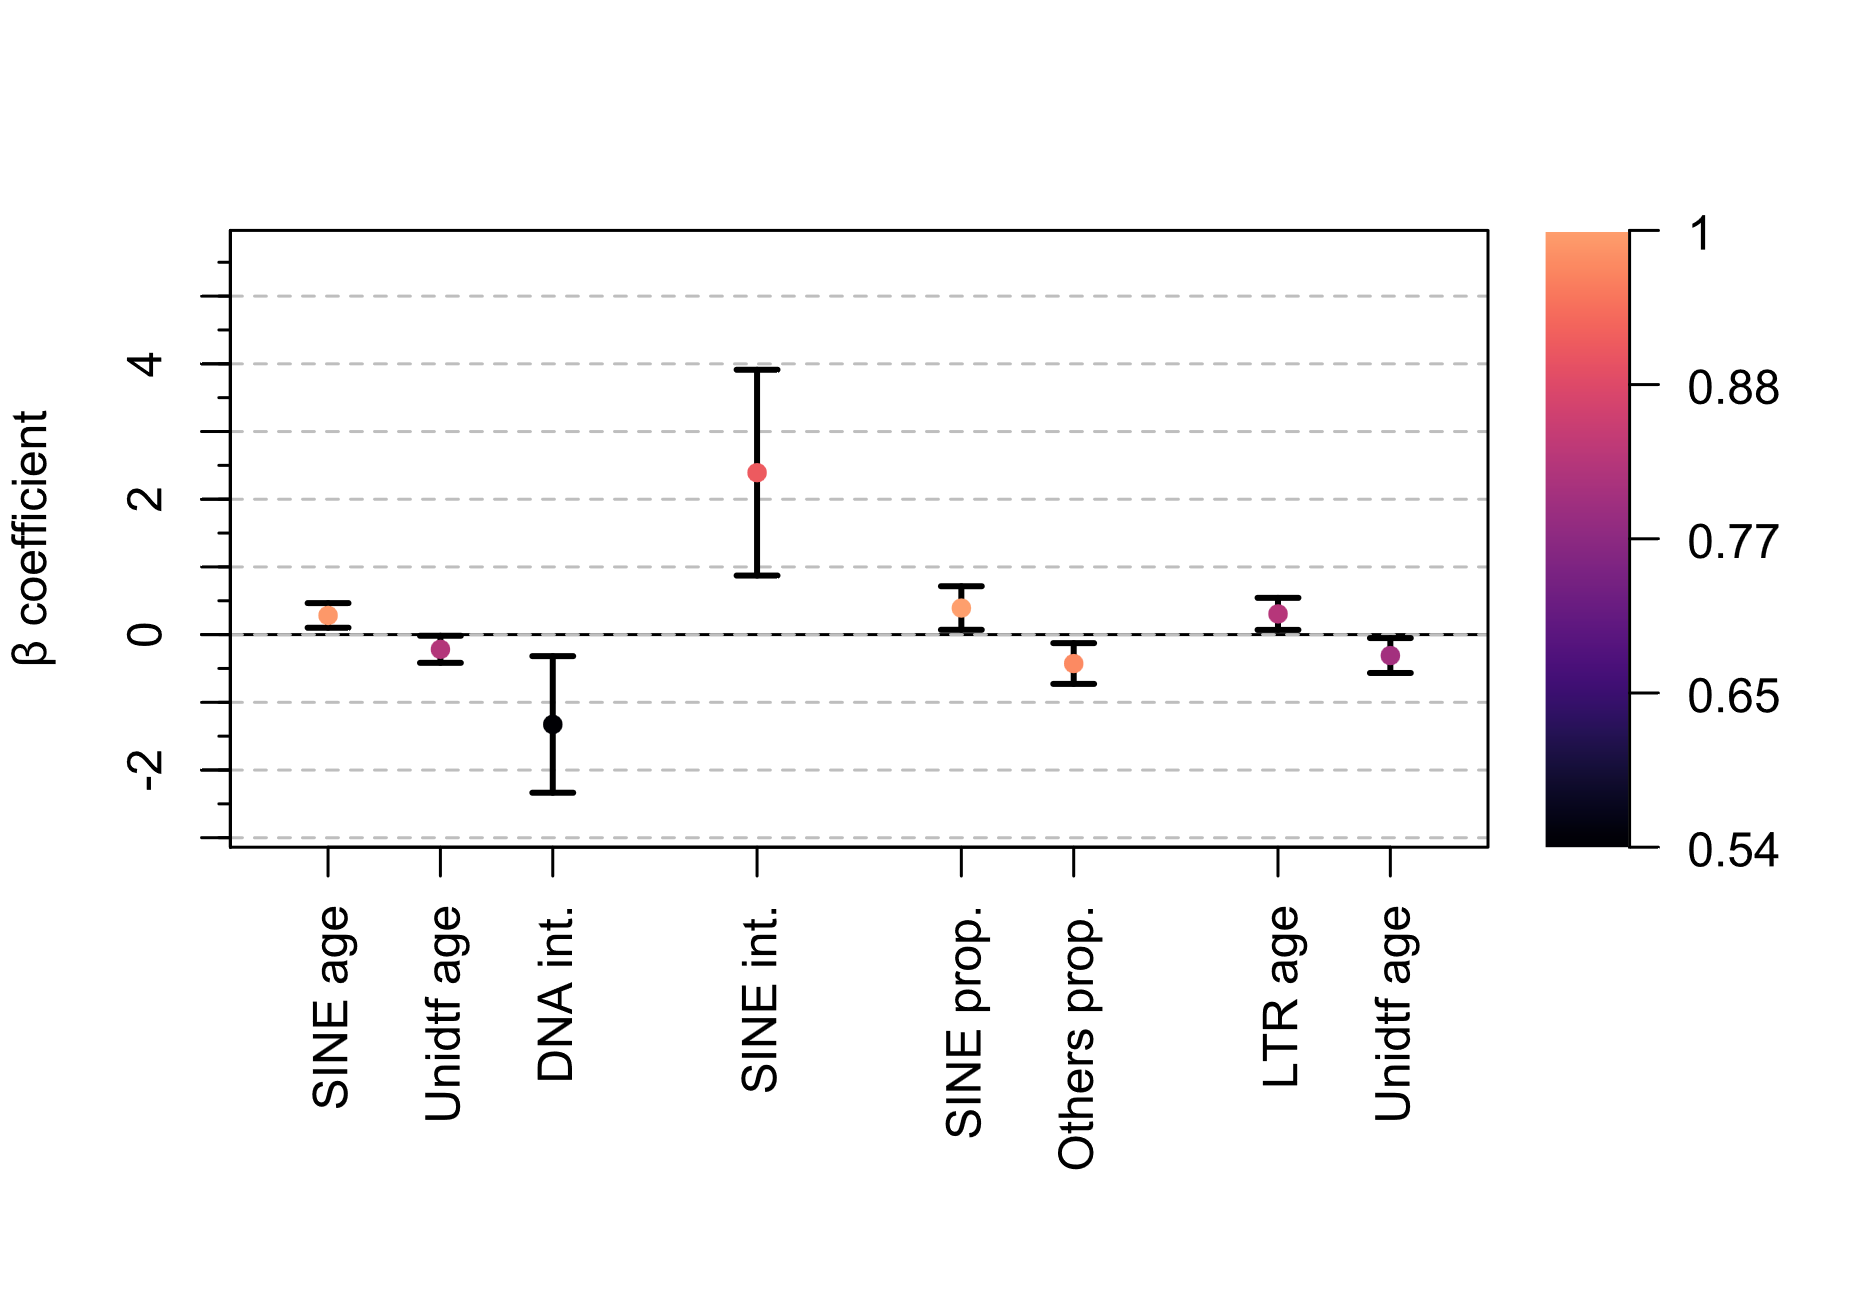 β coefficient
4
2
0
-2
SINE age
Unidtf age
DNA int.
SINE int.
SINE prop.
Others prop.
LTR age
Unidtf age
1
0.88
0.77
0.65
0.54